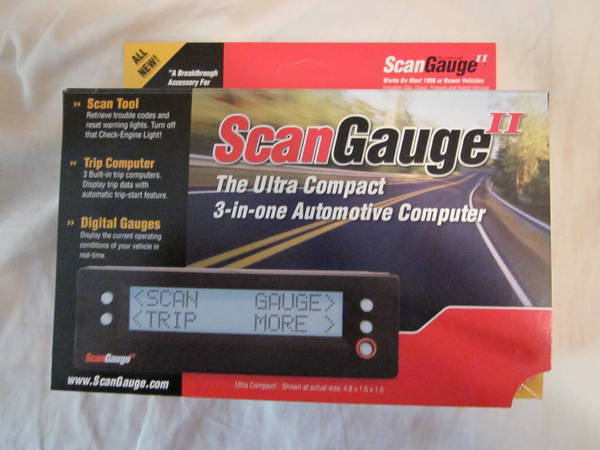 ALL
NEW!
"A Breakthrough
Accessory For
ScanGauge II
Works On Most 1996 or Newer Vehicles
Scan Tool
Retrieve trouble codes and
reset warning lights. Turn off
that Check-Engine Light!
Trip Computer
3 Built-in trip computers.
Display trip data with
automatic trip-start feature.
Digital Gauges
Display the current operating
conditions of your vehicle in
real-time.
ScanGauge II
The Ultra Compact
3-in-one Automotive Computer
<SCAN GAUGE>
<TRIP MORE >
ScanGauge II
www.ScanGauge.com
Ultra Compact! - Shown at actual size: 4.8 x 1.5 x 1.0